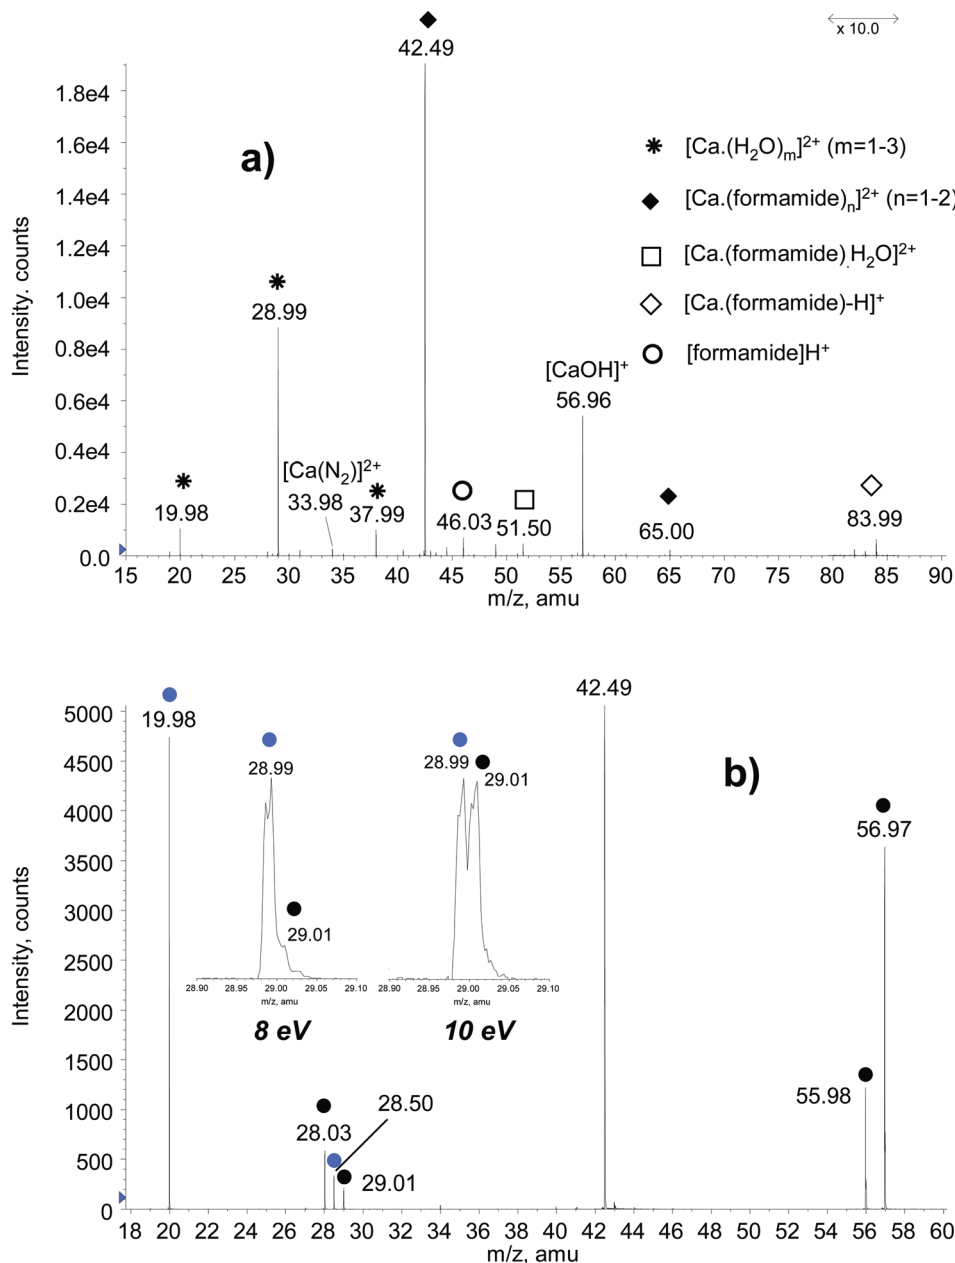 42.49
x 10.0
1.8e4
1.6e4
1.4e4
1.2e4
1.0e4
0.8e4
0.6e4
0.4e4
0.2e4
0.0
Intensity. counts
a)
[Ca.(H₂O)ₘ]²⁺ (m=1-3)
[Ca.(formamide)ₙ]²⁺ (n=1-2)
[Ca.(formamide).H₂O]²⁺
[Ca.(formamide)-H]⁺
[formamide]H⁺
28.99
[CaOH]⁺
56.96
[Ca(N₂)]²⁺
33.98
19.98
37.99
46.03
51.50
65.00
83.99
15 20 25 30 35 40 45 50 55 60 65 70 75 80 85 90
m/z, amu
42.49
19.98
5000
4500
4000
3500
3000
2500
2000
1500
1000
500
0
Intensity, counts
b)
28.99
29.01
28.90 28.95 29.00 29.05 29.10
m/z, amu
8 eV
28.99
29.01
28.90 28.95 29.00 29.05 29.10
m/z, amu
10 eV
56.97
55.98
28.03
28.50
29.01
18 20 22 24 26 28 30 32 34 36 38 40 42 44 46 48 50 52 54 56 58 60
m/z, amu